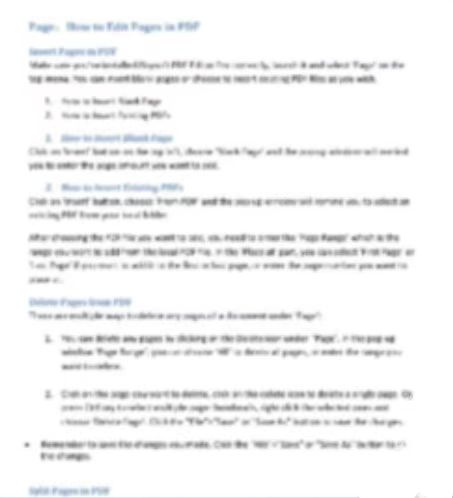 Page: How to Edit Pages in PDF
Insert Pages in PDF
Make sure you've installed PDF Editor correctly, launch it and select "Page" on the
top menu. You can insert blank pages or choose to insert existing PDF files as you wish.
1. How to Insert Blank Page
2. How to Insert Existing PDFs
1. How to Insert Blank Page
Click on "Insert" button on the top left, choose "Blank Page" and the popup window will remind
you to enter the page amount you want to add.
2. How to Insert Existing PDFs
Click on "Insert" button, choose "From PDF" and the pop-up window will remind you to select an
existing PDF from your local folder.
After choosing the PDF file you want to add, you need to enter the "Page Range" which is the
range you want to add from the local PDF file. In the "Place at" part, you can select "First Page" or
"Last Page" if you want to add it to the first or last page, or enter the page number you want to
place it.
Delete Pages from PDF
There are multiple ways to delete any pages of a document under "Page":
1. You can delete any pages by clicking on the Delete icon under "Page". In the pop-up
window "Page Range", you can choose "All" to delete all pages, or enter the range you
want to delete.
2. Click on the page you want to delete, click on the delete icon to delete a single page. Or
press Ctrl key to select multiple page thumbnails, right click the selected ones and
choose "Delete Page". Click the "File">"Save" or "Save As" button to save the changes.
Remember to save the changes you made. Click the "File">"Save" or "Save As" button to
the changes.
Split Pages in PDF